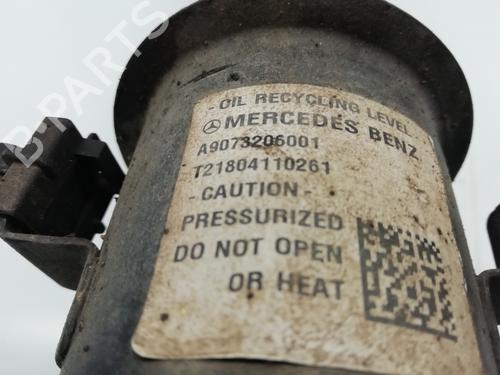 - OIL RECYCLING LEVEL -
MERCEDES BENZ
A9073206001
T21804110261
- CAUTION -
PRESSURIZED
DO NOT OPEN
OR HEAT
B-PARTS